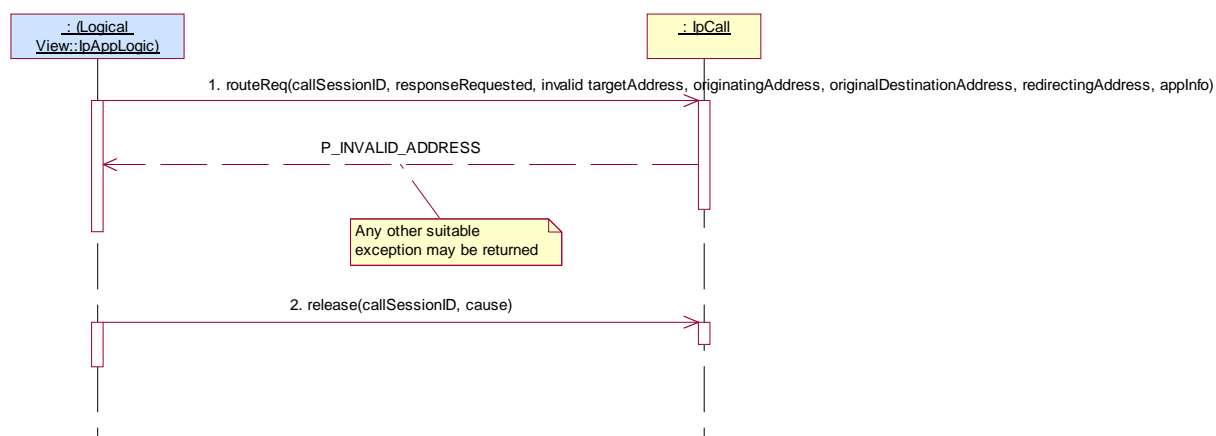 : (Logical
View::IpAppLogic)
: IpCall
1. routeReq(callSessionID, responseRequested, invalid targetAddress, originatingAddress, originalDestinationAddress, redirectingAddress, appInfo)
P_INVALID_ADDRESS
Any other suitable
exception may be returned
2. release(callSessionID, cause)